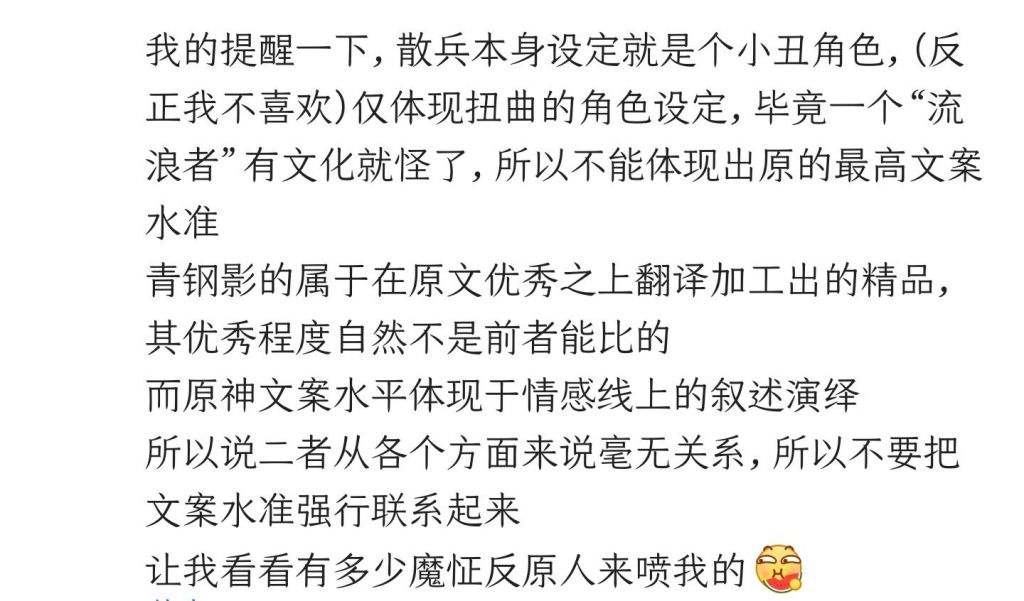 我的提醒一下，散兵本身设定就是个小丑角色，（反
正我不喜欢）仅体现扭曲的角色设定，毕竟一个“流
浪者”有文化就怪了，所以不能体现出原的最高文案
水准
青钢影的属于在原文优秀之上翻译加工出的精品，
其优秀程度自然不是前者能比的
而原神文案水平体现于情感线上的叙述演绎
所以说二者从各个方面来说毫无关系，所以不要把
文案水准强行联系起来
让我看看有多少魔怔反原人来喷我的